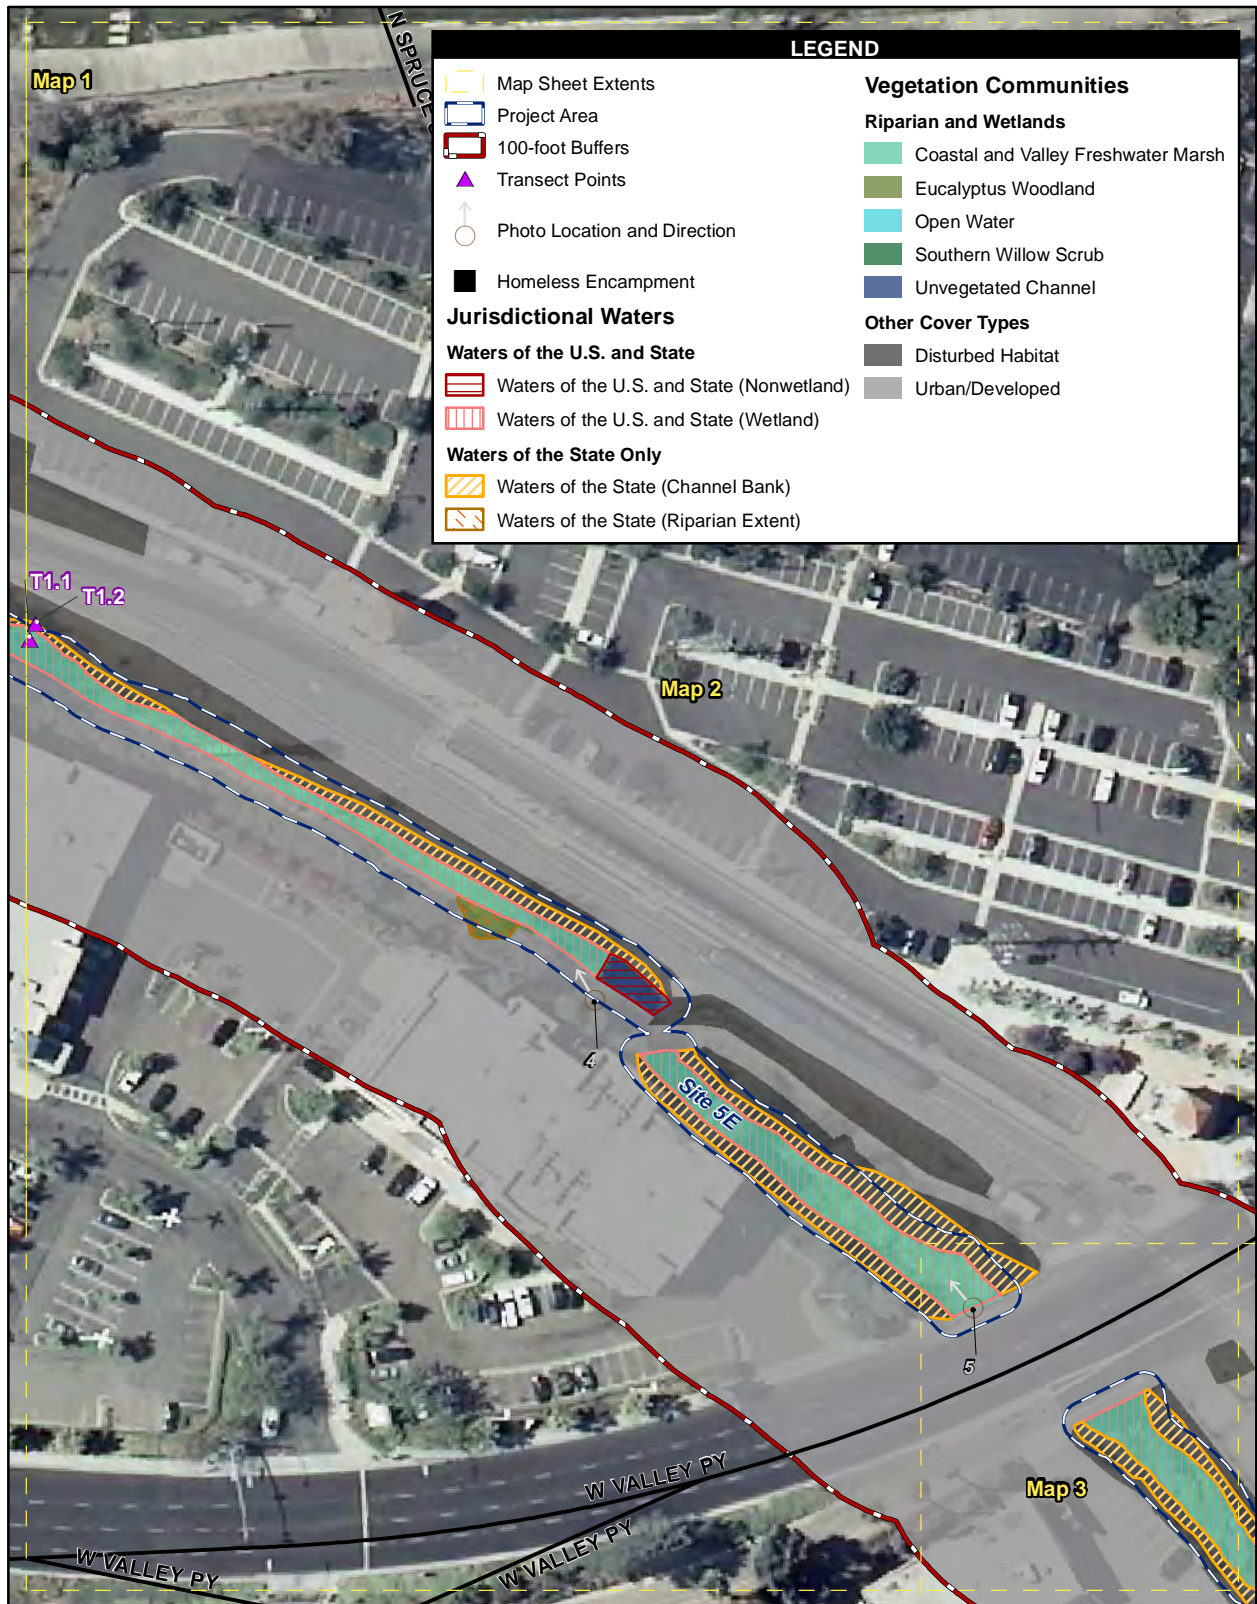 N SPRUCE
Map 1
LEGEND
Map Sheet Extents
Project Area
100-foot Buffers
Transect Points
Photo Location and Direction
Homeless Encampment
Jurisdictional Waters
Waters of the U.S. and State
Waters of the U.S. and State (Nonwetland)
Waters of the U.S. and State (Wetland)
Waters of the State Only
Waters of the State (Channel Bank)
Waters of the State (Riparian Extent)
Vegetation Communities
Riparian and Wetlands
Coastal and Valley Freshwater Marsh
Eucalyptus Woodland
Open Water
Southern Willow Scrub
Unvegetated Channel
Other Cover Types
Disturbed Habitat
Urban/Developed
T1.1
T1.2
Map 2
4
Site 5E
5
Map 3
W VALLEY PY
W VALLEY PY
W VALLEY PY